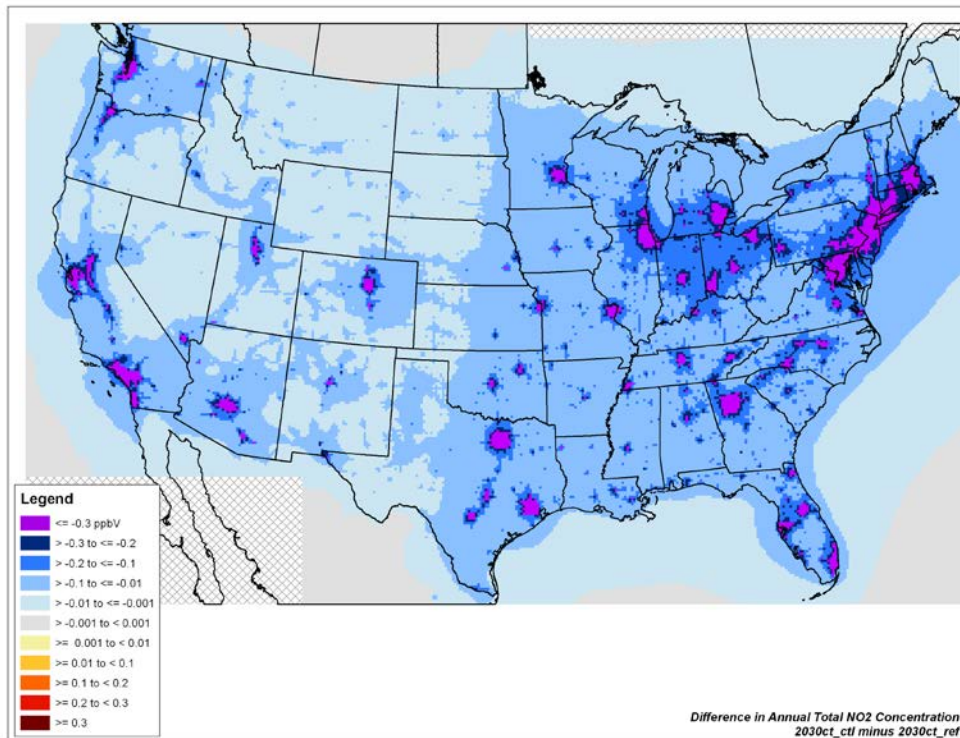 Legend
<= -0.3 ppbV
> -0.3 to <= -0.2
> -0.2 to <= -0.1
> -0.1 to <= -0.01
> -0.01 to <= -0.001
> -0.001 to < 0.001
>= 0.001 to < 0.01
>= 0.01 to < 0.1
>= 0.1 to < 0.2
>= 0.2 to < 0.3
>= 0.3
Difference in Annual Total NO2 Concentration
2030ct_ctl minus 2030ct_ref